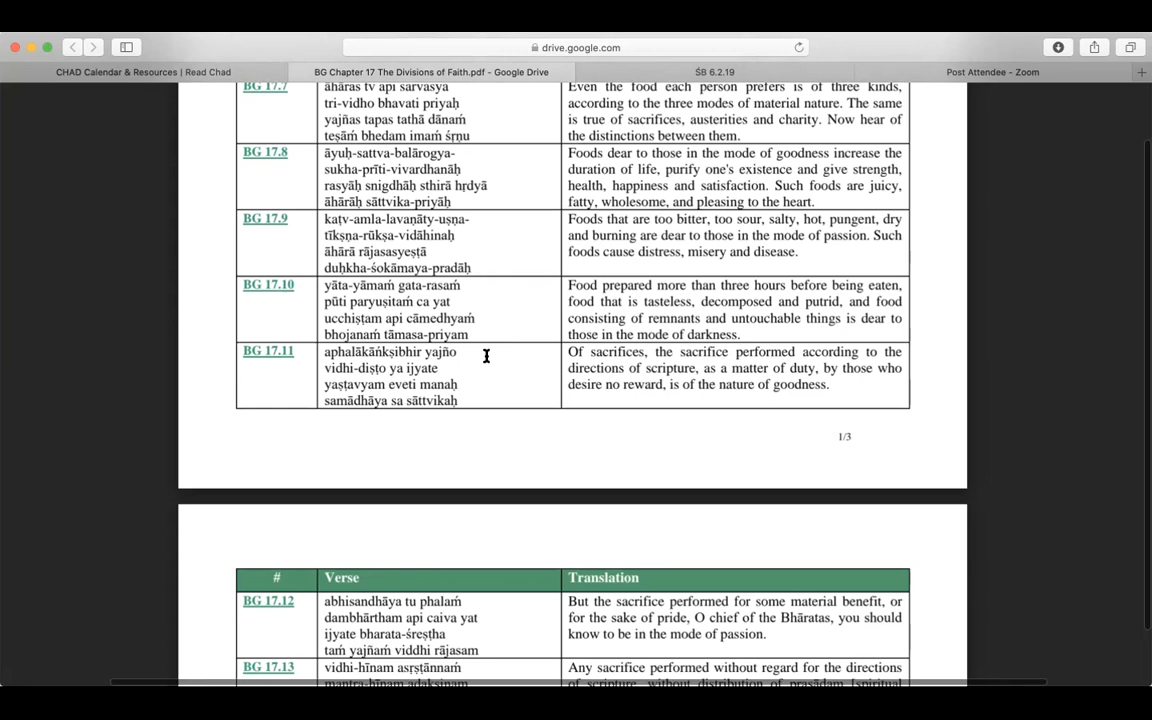 drive.google.com
CHAD Calendar & Resources | Read Chad
BG Chapter 17 The Divisions of Faith.pdf - Google Drive
ŚB 6.2.19
Post Attendee - Zoom
BG 17.7
āhāras tv api sarvasya
tri-vidho bhavati priyaḥ
yajñas tapas tathā dānaṁ
teṣāṁ bhedam imaṁ śṛṇu
Even the food each person prefers is of three kinds,
according to the three modes of material nature. The same
is true of sacrifices, austerities and charity. Now hear of
the distinctions between them.
BG 17.8
āyuḥ-sattva-balārogya-
sukha-prīti-vivardhanāḥ
rasyāḥ snigdhāḥ sthirā hṛdyā
āhārāḥ sāttvika-priyāḥ
Foods dear to those in the mode of goodness increase the
duration of life, purify one's existence and give strength,
health, happiness and satisfaction. Such foods are juicy,
fatty, wholesome, and pleasing to the heart.
BG 17.9
kaṭv-amla-lavaṇāty-uṣṇa-
tīkṣṇa-rūkṣa-vidāhinaḥ
āhārā rājasasyeṣṭā
duḥkha-śokāmaya-pradāḥ
Foods that are too bitter, too sour, salty, hot, pungent, dry
and burning are dear to those in the mode of passion. Such
foods cause distress, misery and disease.
BG 17.10
yāta-yāmaṁ gata-rasaṁ
pūti paryuṣitaṁ ca yat
ucchiṣṭam api cāmedhyaṁ
bhojanaṁ tāmasa-priyam
Food prepared more than three hours before being eaten,
food that is tasteless, decomposed and putrid, and food
consisting of remnants and untouchable things is dear to
those in the mode of darkness.
BG 17.11
aphalākāṅkṣibhir yajño
vidhi-diṣṭo ya ijyate
yaṣṭavyam eveti manaḥ
samādhāya sa sāttvikaḥ
Of sacrifices, the sacrifice performed according to the
directions of scripture, as a matter of duty, by those who
desire no reward, is of the nature of goodness.
1/3
#
Verse
Translation
BG 17.12
abhisandhāya tu phalaṁ
dambhārtham api caiva yat
ijyate bharata-śreṣṭha
taṁ yajñaṁ viddhi rājasam
But the sacrifice performed for some material benefit, or
for the sake of pride, O chief of the Bhāratas, you should
know to be in the mode of passion.
BG 17.13
vidhi-hīnam asṛṣṭānnaṁ
mantra-hīnam adakṣiṇam
Any sacrifice performed without regard for the directions
of scripture, without distribution of prasādam [spiritual